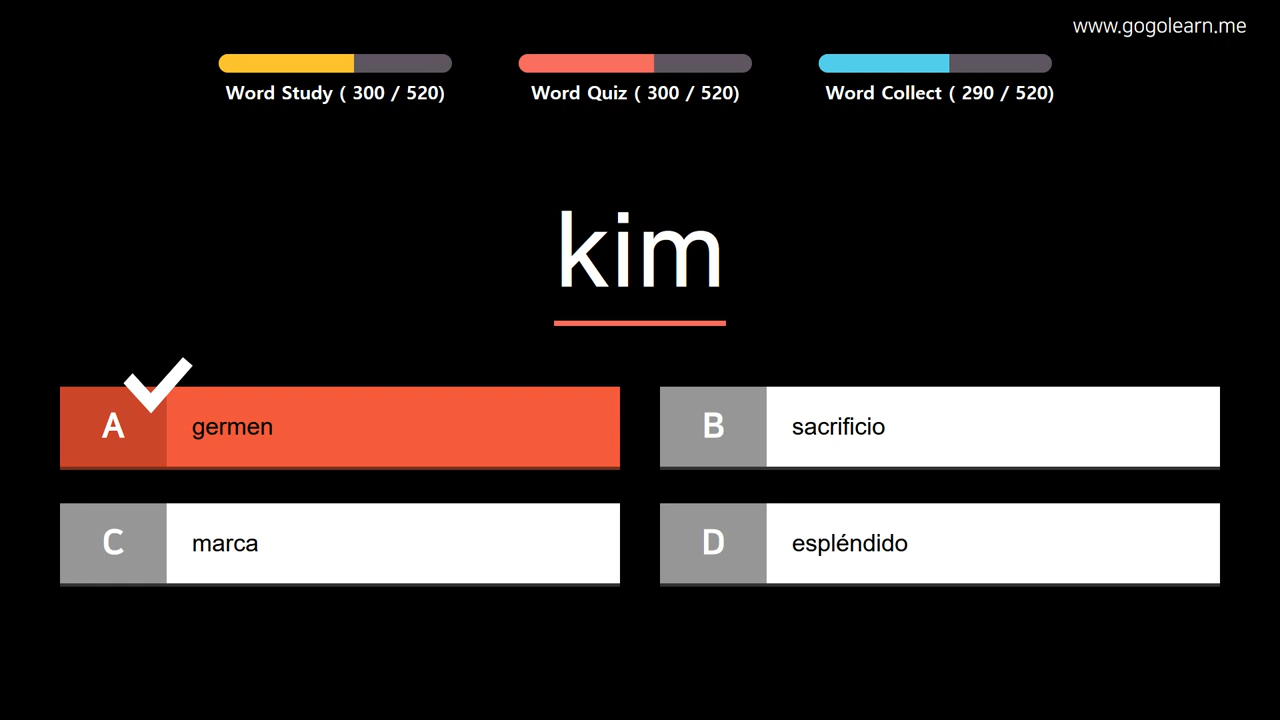 www.gogolearn.me
Word Study ( 300 / 520)
Word Quiz ( 300 / 520)
Word Collect ( 290 / 520)
kim
A germen
B sacrificio
C marca
D espléndido